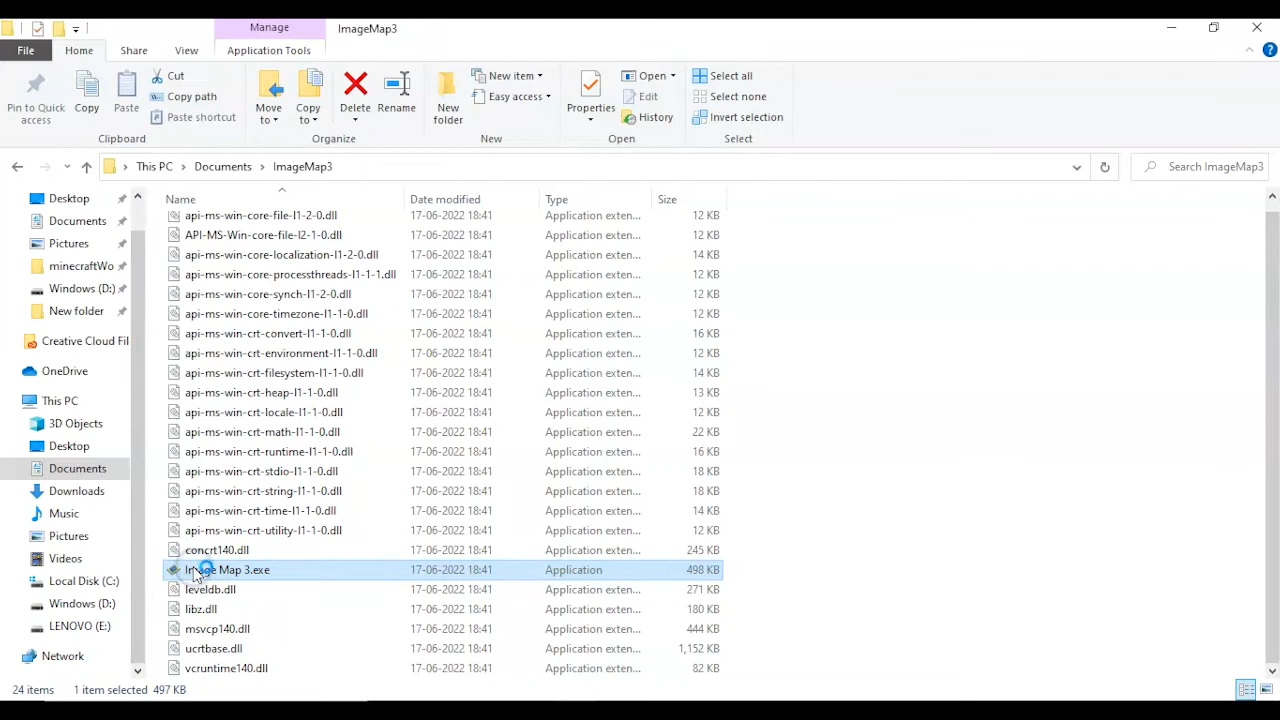 Manage
ImageMap3
File
Home
Share
View
Application Tools
Pin to Quick access
Copy
Paste
Cut
Copy path
Paste shortcut
Clipboard
Move to
Copy to
Delete
Rename
Organize
New folder
New item
Easy access
New
Properties
Open
Edit
History
Open
Select all
Select none
Invert selection
Select
This PC > Documents > ImageMap3
Search ImageMap3
Desktop
Documents
Pictures
minecraftWo
Windows (D:)
New folder
Creative Cloud Fil
OneDrive
This PC
3D Objects
Desktop
Documents
Downloads
Music
Pictures
Videos
Local Disk (C:)
Windows (D:)
LENOVO (E:)
Network
Name Date modified Type Size
api-ms-win-core-file-l1-2-0.dll 17-06-2022 18:41 Application exten... 12 KB
API-MS-Win-core-file-l2-1-0.dll 17-06-2022 18:41 Application exten... 12 KB
api-ms-win-core-localization-l1-2-0.dll 17-06-2022 18:41 Application exten... 14 KB
api-ms-win-core-processthreads-l1-1-1.dll 17-06-2022 18:41 Application exten... 12 KB
api-ms-win-core-synch-l1-2-0.dll 17-06-2022 18:41 Application exten... 12 KB
api-ms-win-core-timezone-l1-1-0.dll 17-06-2022 18:41 Application exten... 12 KB
api-ms-win-crt-convert-l1-1-0.dll 17-06-2022 18:41 Application exten... 16 KB
api-ms-win-crt-environment-l1-1-0.dll 17-06-2022 18:41 Application exten... 12 KB
api-ms-win-crt-filesystem-l1-1-0.dll 17-06-2022 18:41 Application exten... 14 KB
api-ms-win-crt-heap-l1-1-0.dll 17-06-2022 18:41 Application exten... 13 KB
api-ms-win-crt-locale-l1-1-0.dll 17-06-2022 18:41 Application exten... 12 KB
api-ms-win-crt-math-l1-1-0.dll 17-06-2022 18:41 Application exten... 22 KB
api-ms-win-crt-runtime-l1-1-0.dll 17-06-2022 18:41 Application exten... 16 KB
api-ms-win-crt-stdio-l1-1-0.dll 17-06-2022 18:41 Application exten... 18 KB
api-ms-win-crt-string-l1-1-0.dll 17-06-2022 18:41 Application exten... 18 KB
api-ms-win-crt-time-l1-1-0.dll 17-06-2022 18:41 Application exten... 14 KB
api-ms-win-crt-utility-l1-1-0.dll 17-06-2022 18:41 Application exten... 12 KB
concrt140.dll 17-06-2022 18:41 Application exten... 245 KB
Image Map 3.exe 17-06-2022 18:41 Application 498 KB
leveldb.dll 17-06-2022 18:41 Application exten... 271 KB
libz.dll 17-06-2022 18:41 Application exten... 180 KB
msvcp140.dll 17-06-2022 18:41 Application exten... 444 KB
ucrtbase.dll 17-06-2022 18:41 Application exten... 1,152 KB
vcruntime140.dll 17-06-2022 18:41 Application exten... 82 KB
24 items 1 item selected 497 KB